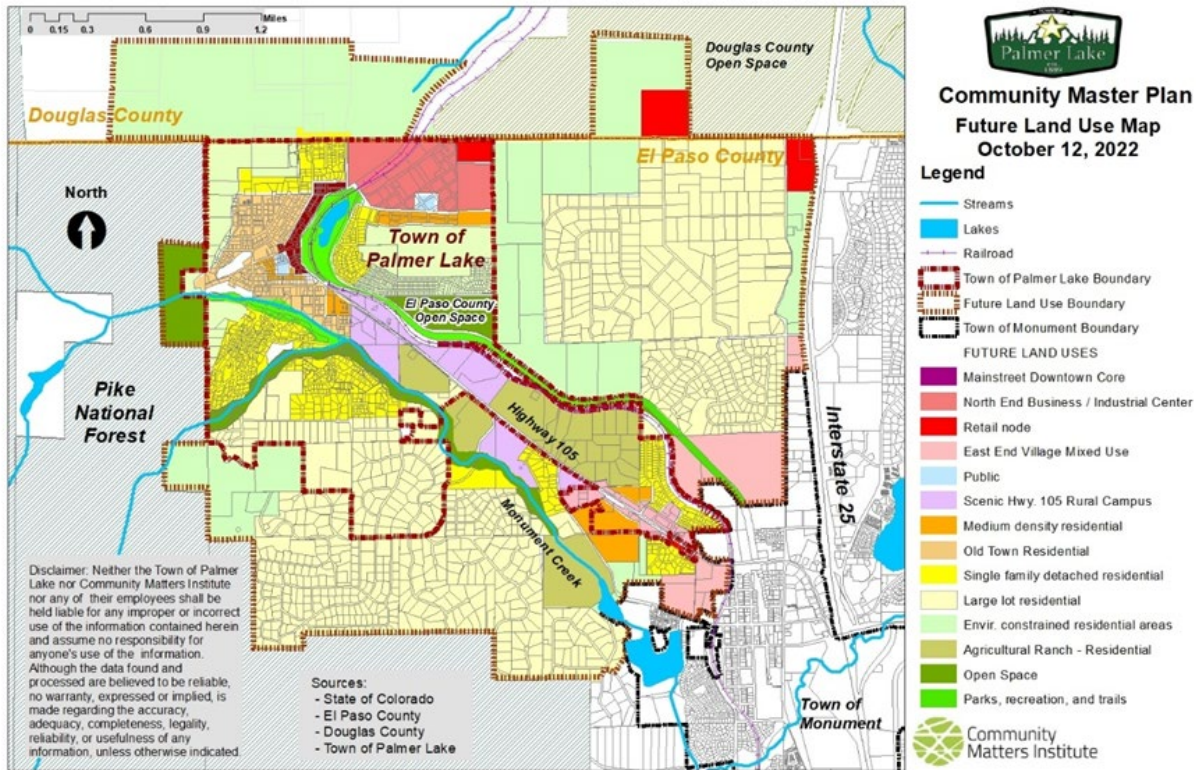 0 0.15 0.3 0.6 0.9 1.2 Miles
Douglas County
Open Space
Douglas County
El Paso County
North
Town of
Palmer Lake
El Paso County
Open Space
Pike
National
Forest
Highway 105
Interstate 25
Monument Creek
Town of
Monument
Disclaimer: Neither the Town of Palmer
Lake nor Community Matters Institute
nor any of their employees shall be
held liable for any improper or incorrect
use of the information contained herein
and assume no responsibility for
anyone's use of the information.
Although the data found and
processed are believed to be reliable,
no warranty, expressed or implied, is
made regarding the accuracy,
adequacy, completeness, legality,
reliability, or usefulness of any
information, unless otherwise indicated.
Sources:
- State of Colorado
- El Paso County
- Douglas County
- Town of Palmer Lake
Palmer Lake
Community Master Plan
Future Land Use Map
October 12, 2022
Legend
Streams
Lakes
Railroad
Town of Palmer Lake Boundary
Future Land Use Boundary
Town of Monument Boundary
FUTURE LAND USES
Mainstreet Downtown Core
North End Business / Industrial Center
Retail node
East End Village Mixed Use
Public
Scenic Hwy. 105 Rural Campus
Medium density residential
Old Town Residential
Single family detached residential
Large lot residential
Envir. constrained residential areas
Agricultural Ranch - Residential
Open Space
Parks, recreation, and trails
Community
Matters Institute